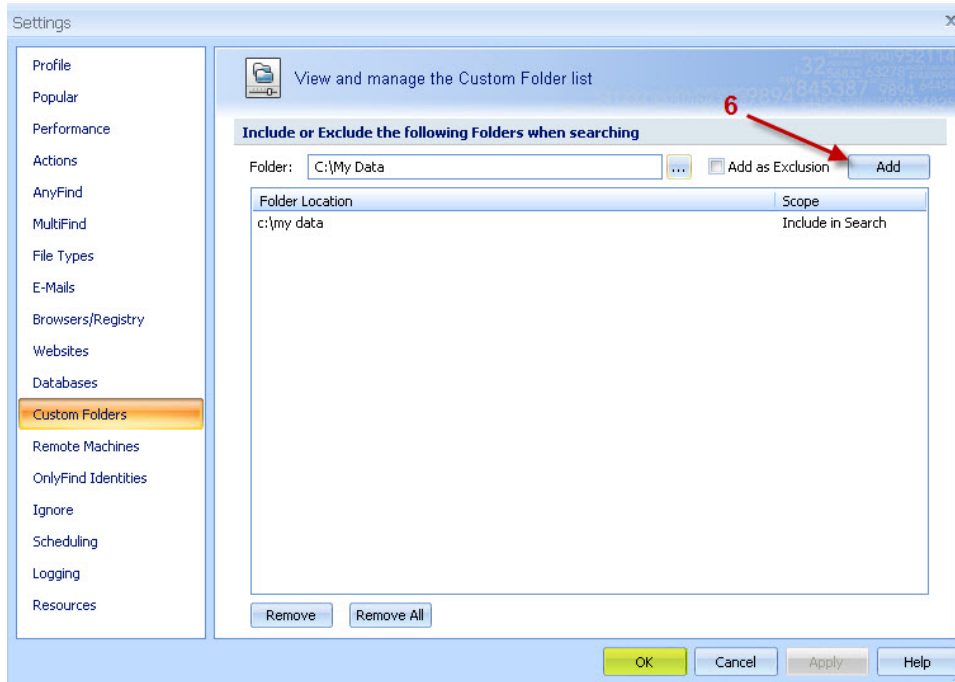 Settings
Profile
Popular
Performance
Actions
AnyFind
MultiFind
File Types
E-Mails
Browsers/Registry
Websites
Databases
Custom Folders
Remote Machines
OnlyFind Identities
Ignore
Scheduling
Logging
Resources
View and manage the Custom Folder list
6
Include or Exclude the following Folders when searching
Folder: C:\My Data ... Add as Exclusion Add
Folder Location Scope
c:\my data Include in Search
Remove Remove All
OK Cancel Apply Help